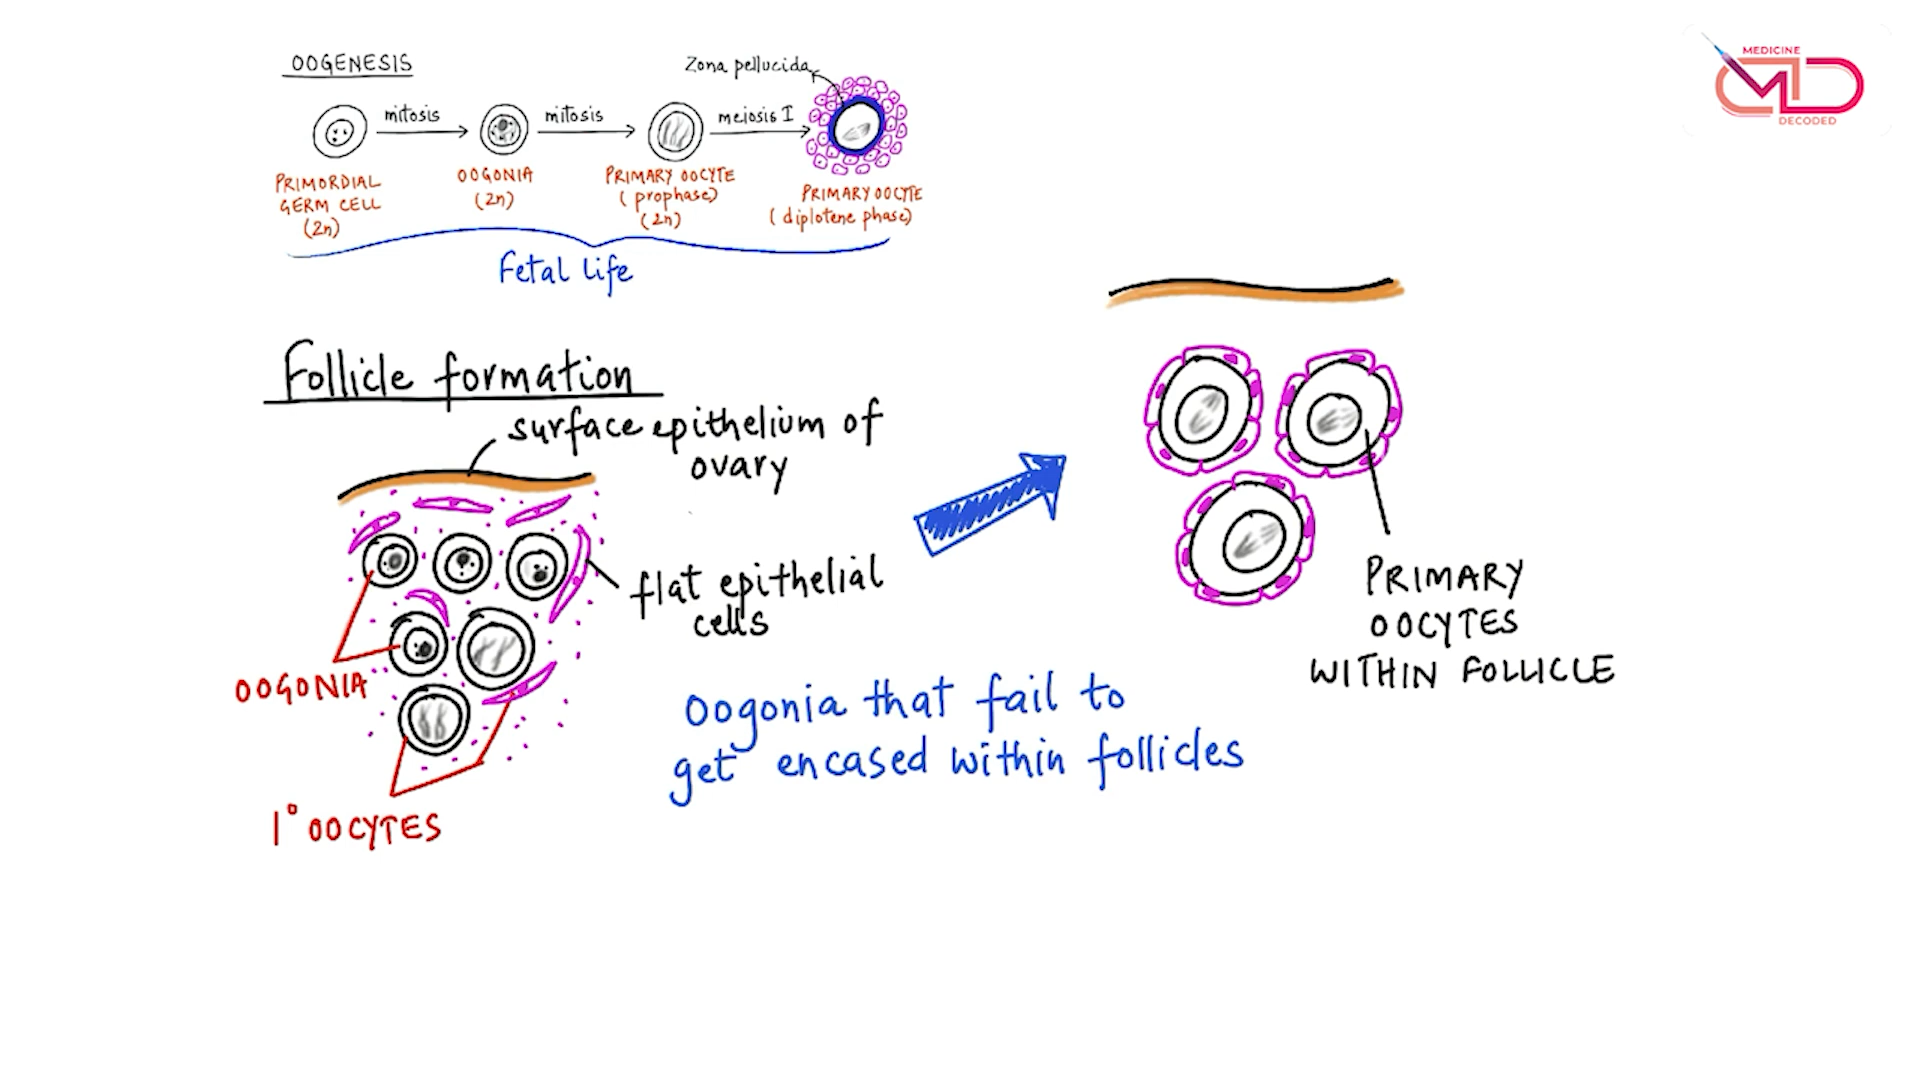 OOGENESIS
Zona pellucida
mitosis
mitosis
meiosis I
PRIMORDIAL
GERM CELL
(2n)
OOGONIA
(2n)
PRIMARY OOCYTE
(prophase)
(2n)
PRIMARY OOCYTE
(diplotene phase)
Fetal life
MEDICINE
MD
DECODED
Follicle formation
surface epithelium of
ovary
flat epithelial
cells
OOGONIA
1° OOCYTES
PRIMARY
OOCYTES
WITHIN FOLLICLE
Oogonia that fail to
get encased within follicles